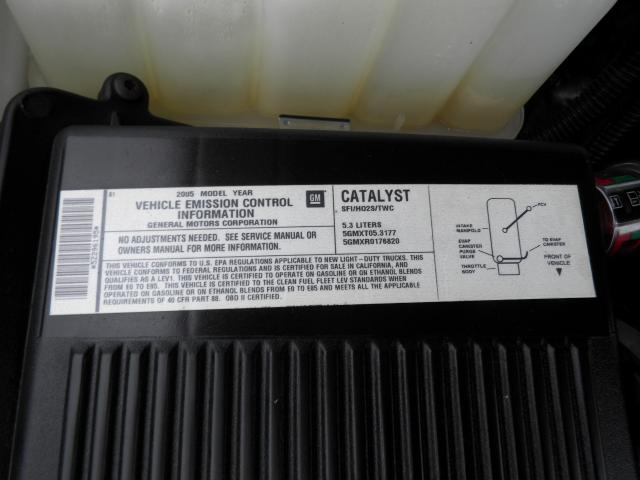 81
2005 MODEL YEAR
VEHICLE EMISSION CONTROL
INFORMATION
GENERAL MOTORS CORPORATION
GM
NO ADJUSTMENTS NEEDED. SEE SERVICE MANUAL OR
OWNERS MANUAL FOR MORE INFORMATION.
THIS VEHICLE CONFORMS TO U.S. EPA REGULATIONS APPLICABLE TO NEW LIGHT-DUTY TRUCKS.
THIS VEHICLE CONFORMS TO CALIFORNIA REGULATIONS AND IS CERTIFIED FOR SALE IN CALIFORNIA, AND
QUALIFIES AS A LEV1. THIS VEHICLE IS CERTIFIED TO OPERATE ON GASOLINE OR ON ETHANOL BLENDS
FROM E0 TO E85. THIS VEHICLE IS CERTIFIED TO THE CLEAN FUEL FLEET LEV STANDARDS WHEN
OPERATED ON GASOLINE OR ON ETHANOL BLENDS FROM E0 TO E85 AND MEETS ALL THE APPLICABLE
REQUIREMENTS OF 40 CFR PART 88. OBD II CERTIFIED.
CATALYST
SFI/HO2S/TWC
5.3 LITERS
5GMXT05.3177
5GMXR0176820
INTAKE
MANIFOLD
PCV
EVAP
CANISTER
PURGE
VALVE
TO EVAP
CANISTER
THROTTLE
BODY
FRONT OF
VEHICLE